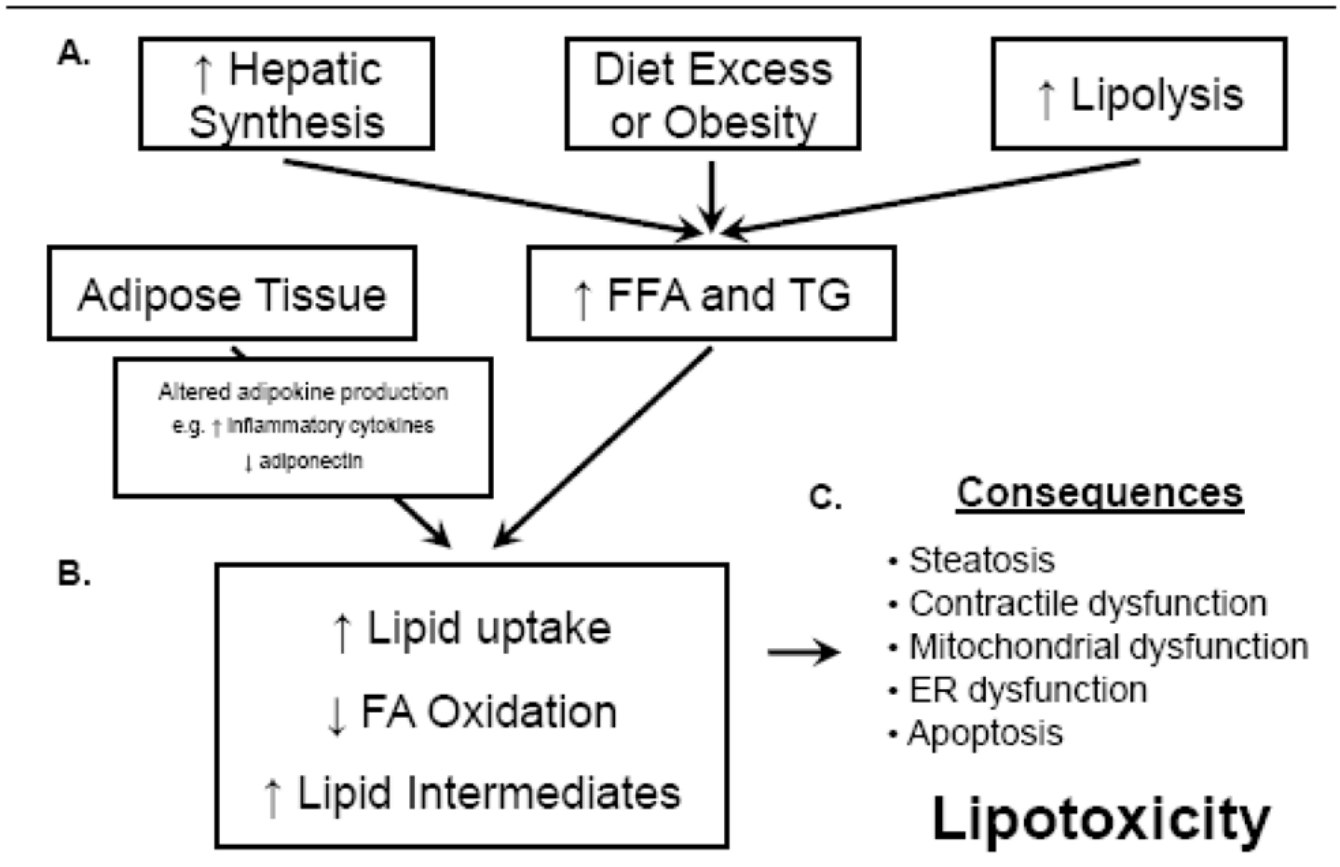 A.
↑ Hepatic
Synthesis
Diet Excess
or Obesity
↑ Lipolysis
Adipose Tissue
↑ FFA and TG
Altered adipokine production
e.g. ↑ inflammatory cytokines
↓ adiponectin
B.
↑ Lipid uptake
↓ FA Oxidation
↑ Lipid Intermediates
C.
Consequences
• Steatosis
• Contractile dysfunction
• Mitochondrial dysfunction
• ER dysfunction
• Apoptosis
Lipotoxicity